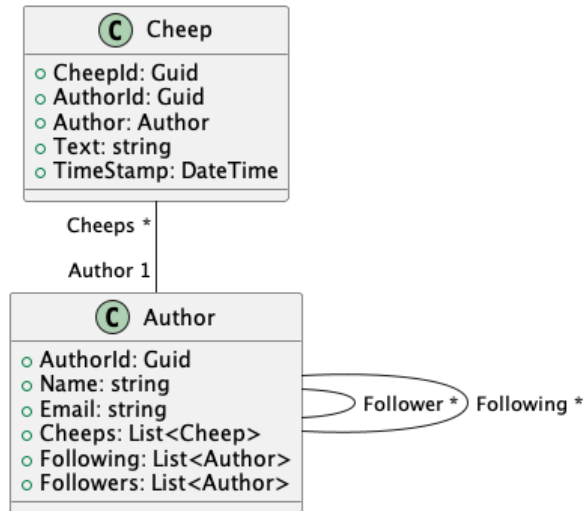 C Cheep
CheepId: Guid
AuthorId: Guid
Author: Author
Text: string
TimeStamp: DateTime
Cheeps *
Author 1
C Author
AuthorId: Guid
Name: string
Email: string
Cheeps: List<Cheep>
Following: List<Author>
Followers: List<Author>
Follower *
Following *